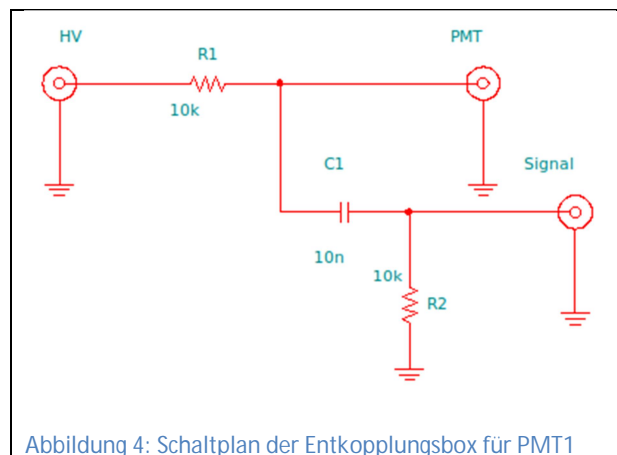 HV
PMT
R1
10k
C1
Signal
10n
10k
R2
Abbildung 4: Schaltplan der Entkopplungsbox für PMT1